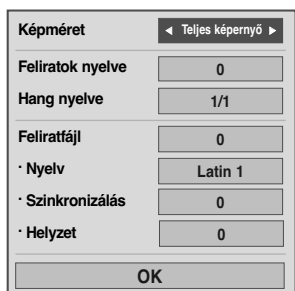 Képméret ◄ Teljes képernyő ►
Feliratok nyelve 0
Hang nyelve 1/1
Feliratfájl 0
· Nyelv Latin 1
· Szinkronizálás 0
· Helyzet 0
OK